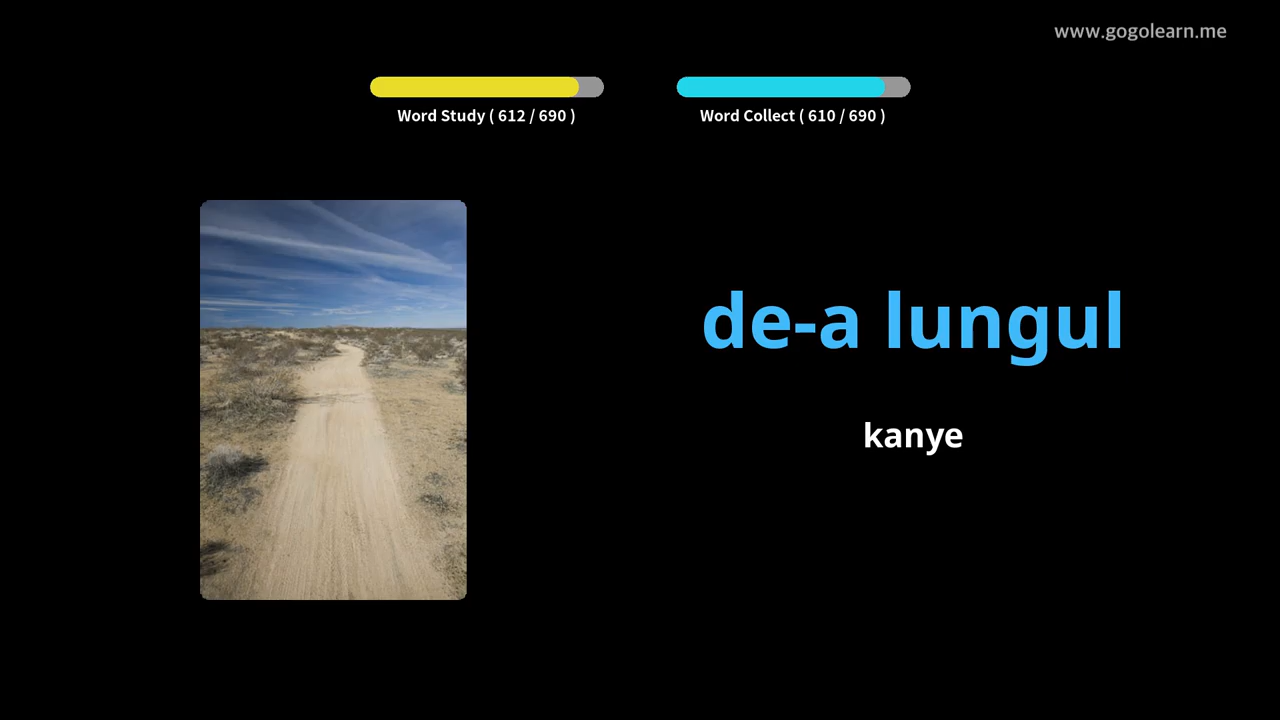 www.gogolearn.me
Word Study ( 612 / 690 )
Word Collect ( 610 / 690 )
de-a lungul
kanye